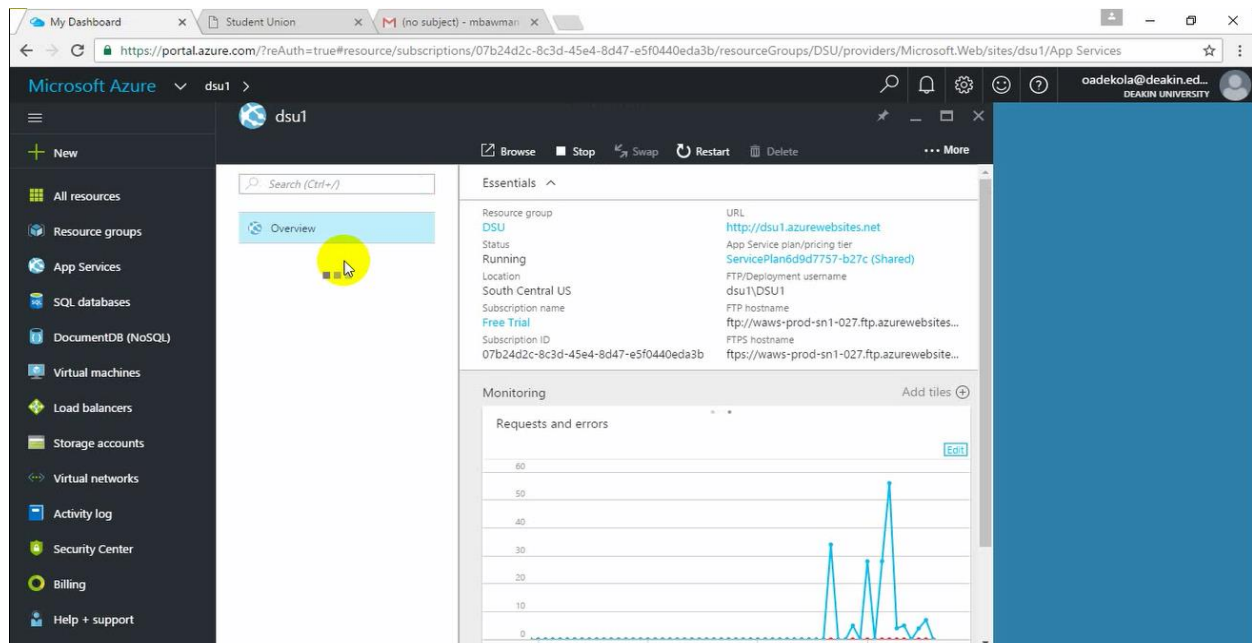 My Dashboard
Student Union
(no subject) - mbawman
https://portal.azure.com/?reAuth=true#resource/subscriptions/07b24d2c-8c3d-45e4-8d47-e5f0440eda3b/resourceGroups/DSU/providers/Microsoft.Web/sites/dsu1/App Services
Microsoft Azure dsu1 >
oadekola@deakin.ed...
DEAKIN UNIVERSITY
New
All resources
Resource groups
App Services
SQL databases
DocumentDB (NoSQL)
Virtual machines
Load balancers
Storage accounts
Virtual networks
Activity log
Security Center
Billing
Help + support
dsu1
Browse Stop Swap Restart Delete ... More
Search (Ctrl+/)
Overview
Essentials
Resource group
DSU
Status
Running
Location
South Central US
Subscription name
Free Trial
Subscription ID
07b24d2c-8c3d-45e4-8d47-e5f0440eda3b
URL
http://dsu1.azurewebsites.net
App Service plan/pricing tier
ServicePlan6d9d7757-b27c (Shared)
FTP/Deployment username
dsu1\DSU1
FTP hostname
ftp://waws-prod-sn1-027.ftp.azurewebsites...
FTPS hostname
ftps://waws-prod-sn1-027.ftp.azurewebsite...
Monitoring
Add tiles
Requests and errors
Edit
60
50
40
30
20
10
0